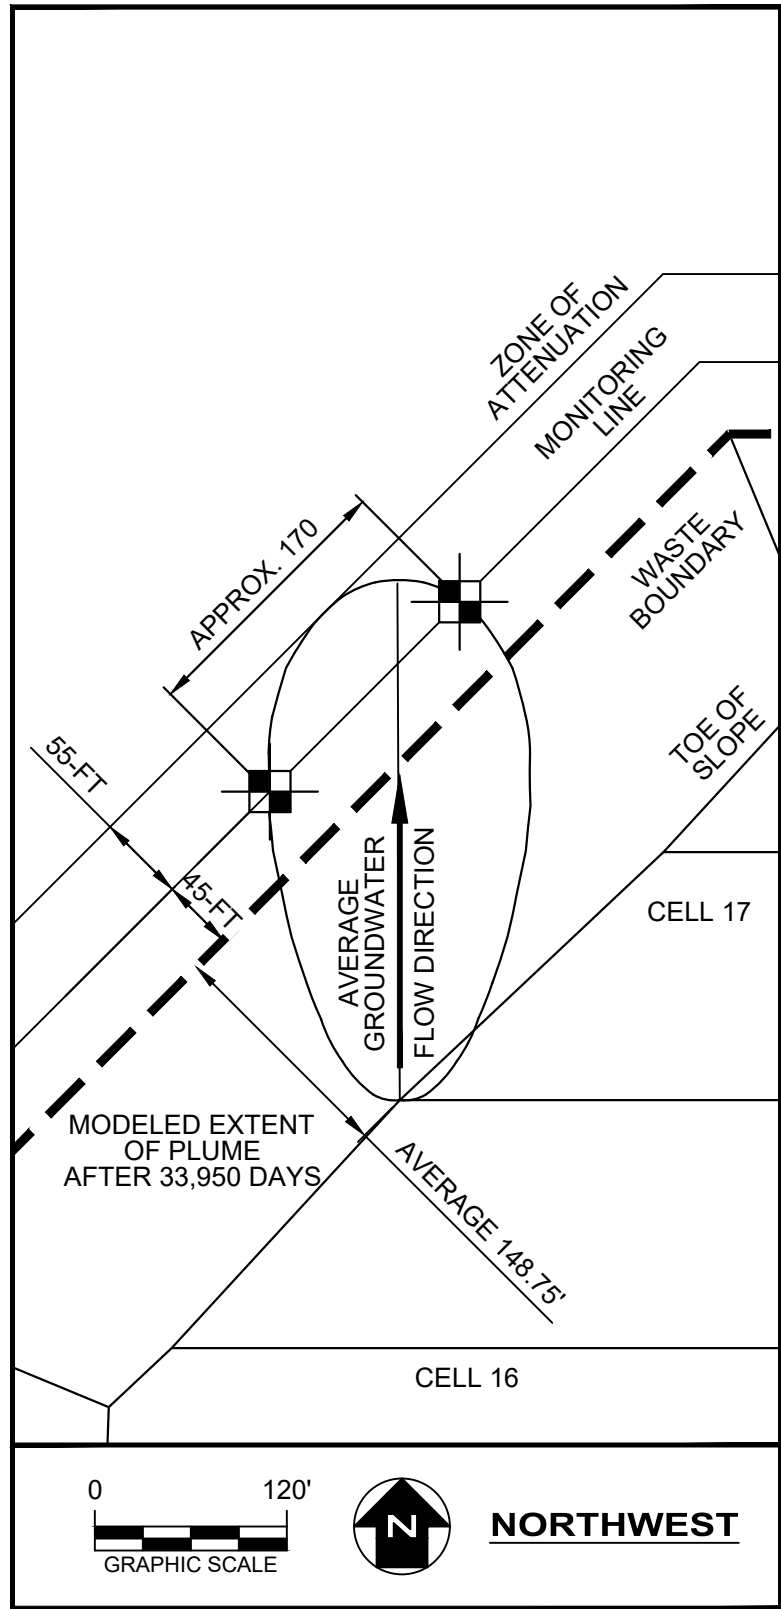 ZONE OF
ATTENUATION
MONITORING
LINE
APPROX. 170
WASTE
BOUNDARY
TOE OF
SLOPE
55-FT
45-FT
AVERAGE
GROUNDWATER
FLOW DIRECTION
CELL 17
MODELED EXTENT
OF PLUME
AFTER 33,950 DAYS
AVERAGE 148.75'
CELL 16
0 120'
GRAPHIC SCALE
N
NORTHWEST